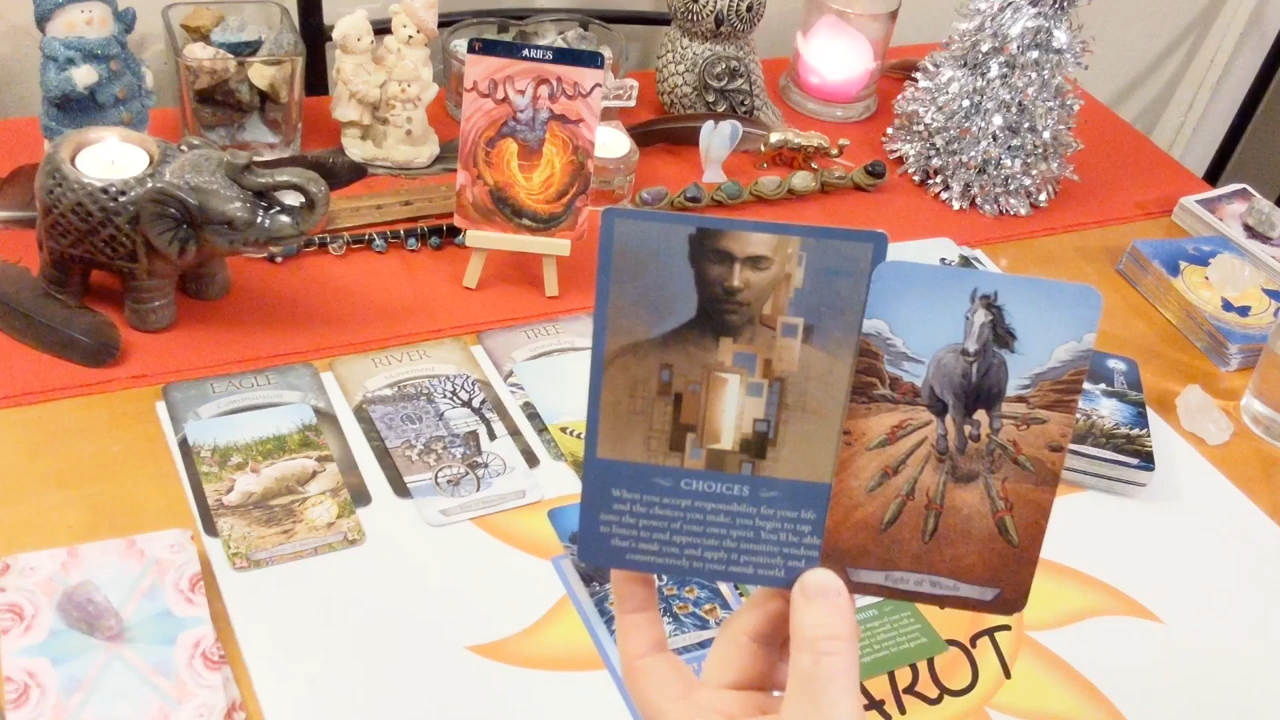 ARIES
EAGLE
Communion
RIVER
Movement
TREE
Grounding
CHOICES
When you accept responsibility for your life
and the choices you make, you begin to tap
into the power of your own spirit. You'll be able
to listen to and appreciate the intuitive wisdom
that's inside you, and apply it positively and
constructively to your outside world.
Eight of Wands
AROT